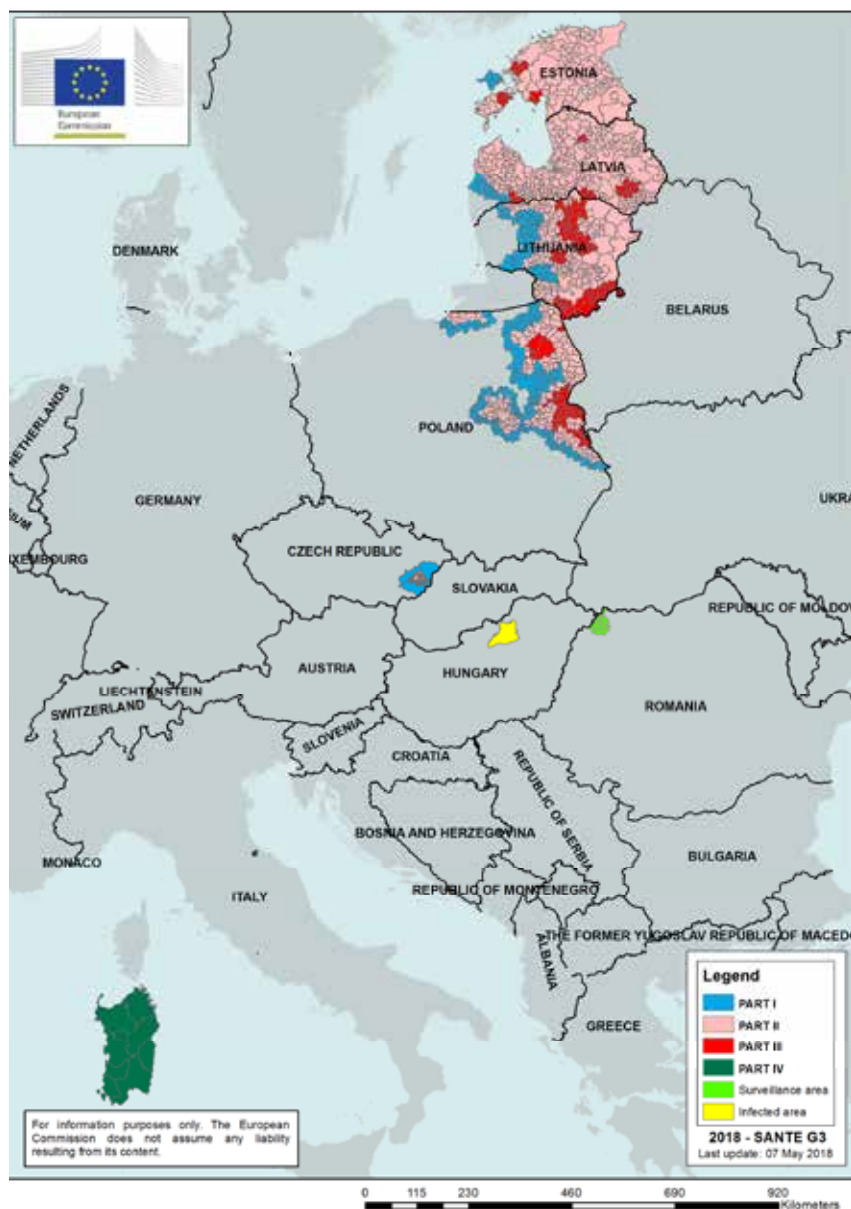 European
Commission
ESTONIA
LATVIA
LITHUANIA
DENMARK
BELARUS
NETHERLANDS
POLAND
GERMANY
UKRA
IUM
UXEMBOURG
CZECH REPUBLIC
SLOVAKIA
REPUBLIC OF MOLDOV
AUSTRIA
HUNGARY
LIECHTENSTEIN
SWITZERLAND
ROMANIA
SLOVENIA
CROATIA
REPUBLIC OF SERBIA
BOSNIA AND HERZEGOVINA
BULGARIA
MONACO
REPUBLIC OF MONTENEGRO
ITALY
THE FORMER YUGOSLAV REPUBLIC OF MACED
ALBANIA
GREECE
Legend
PART I
PART II
PART III
PART IV
Surveillance area
Infected area
2018 - SANTE G3
Last update: 07 May 2018
For information purposes only. The European
Commission does not assume any liability
resulting from its content.
0 115 230 460 690 920
Kilometers